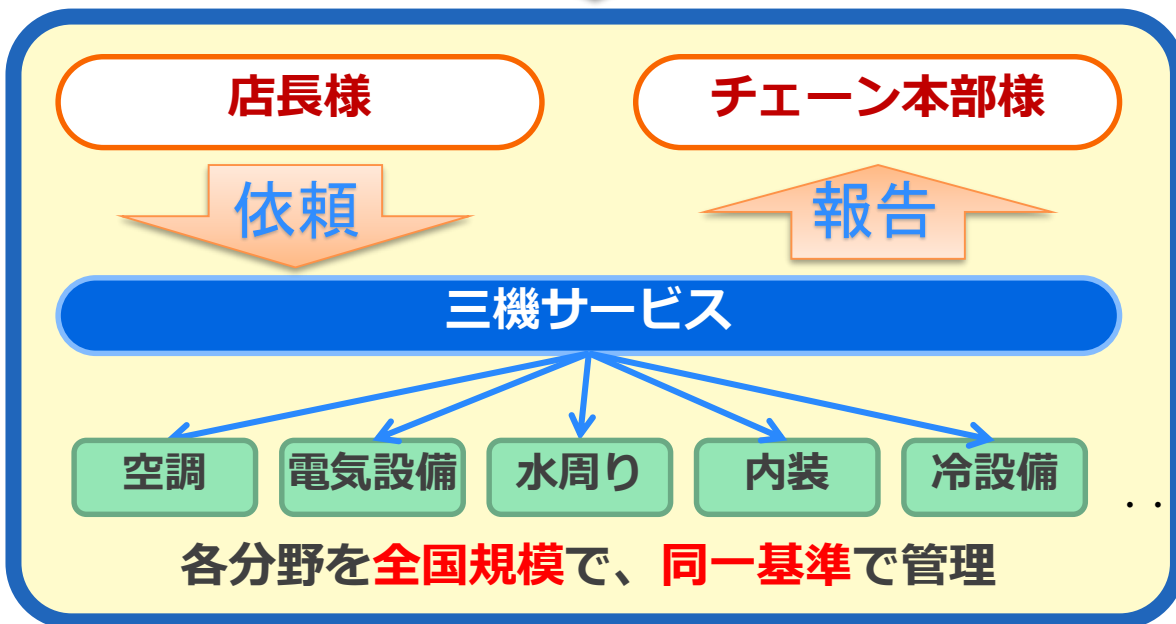 店長様 チェーン本部様
依頼 報告
三機サービス
空調 電気設備 水周り 内装 冷設備 ．．
各分野を全国規模で、同一基準で管理